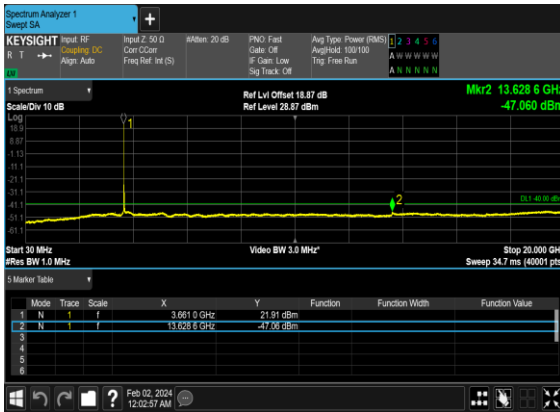 Spectrum Analyzer 1
Swept SA
KEYSIGHT Input: RF Input Z: 50 Ω #Atten: 20 dB PNO: Fast Avg Type: Power (RMS) 1 2 3 4 5 6
R T Coupling: DC Corr CCorr Gate: Off Avg|Hold: 100/100 A W W W W W
Align: Auto Freq Ref: Int (S) IF Gain: Low Trig: Free Run
LXI Sig Track: Off A N N N N N
1 Spectrum Ref Lvl Offset 18.87 dB Mkr2 13.628 6 GHz
Scale/Div 10 dB Ref Level 28.87 dBm -47.060 dBm
Log
18.9
8.87
-1.13
-11.1
-21.1
-31.1
-41.1
-51.1
-61.1
1
2
DL1 -40.00 dBm
Start 30 MHz Video BW 3.0 MHz* Stop 20.000 GHz
#Res BW 1.0 MHz Sweep 34.7 ms (40001 pts)
5 Marker Table
Mode Trace Scale X Y Function Function Width Function Value
1 N 1 f 3.661 0 GHz 21.91 dBm
2 N 1 f 13.628 6 GHz -47.06 dBm
3
4
5
6
Feb 02, 2024
12:02:57 AM